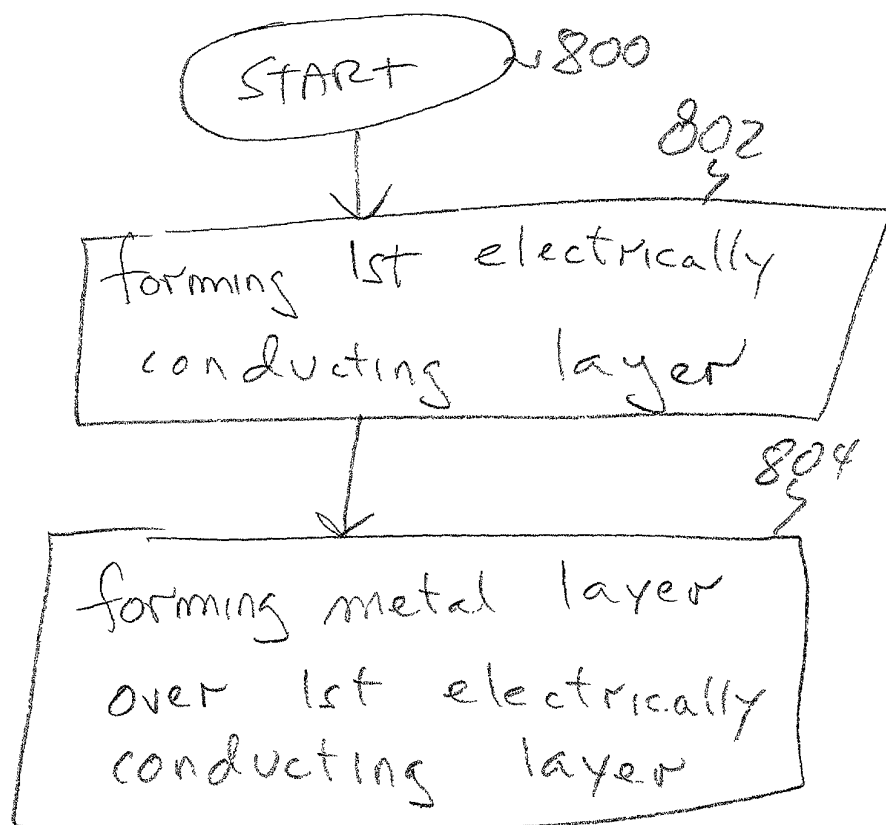 START 800
802
forming 1st electrically
conducting layer
804
forming metal layer
over 1st electrically
conducting layer